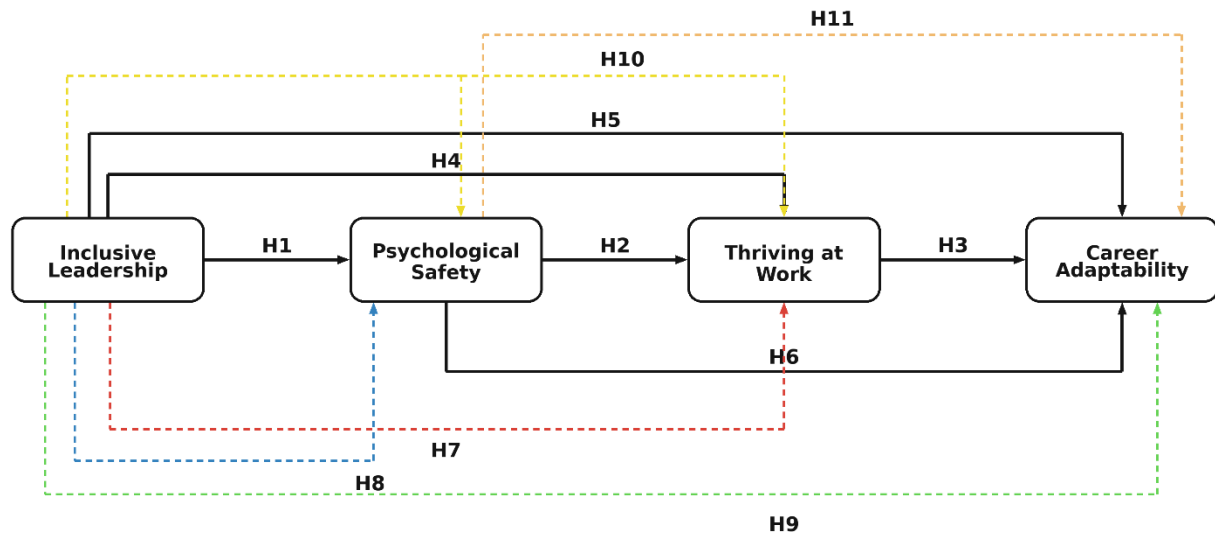 H11
H10
H5
H4
Inclusive
Leadership
H1
Psychological
Safety
H2
Thriving at
Work
H3
Career
Adaptability
H6
H7
H8
H9